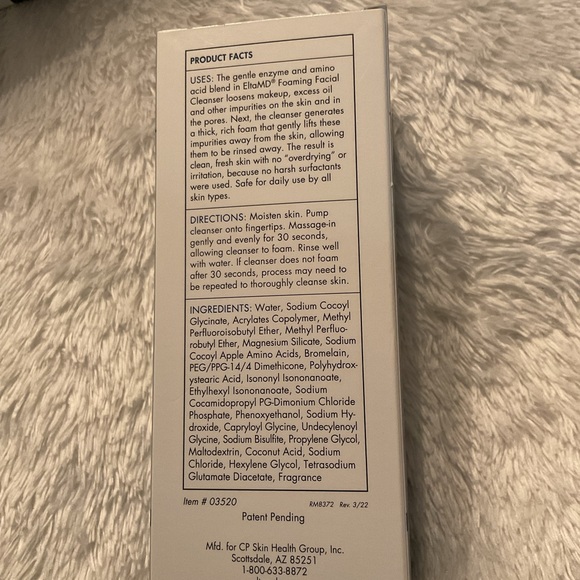 PRODUCT FACTS
USES: The gentle enzyme and amino
acid blend in EltaMD® Foaming Facial
Cleanser loosens makeup, excess oil
and other impurities on the skin and in
the pores. Next, the cleanser generates
a thick, rich foam that gently lifts these
impurities away from the skin, allowing
them to be rinsed away. The result is
clean, fresh skin with no “overdrying” or
irritation, because no harsh surfactants
were used. Safe for daily use by all
skin types.
DIRECTIONS: Moisten skin. Pump
cleanser onto fingertips. Massage-in
gently and evenly for 30 seconds,
allowing cleanser to foam. Rinse well
with water. If cleanser does not foam
after 30 seconds, process may need to
be repeated to thoroughly cleanse skin.
INGREDIENTS: Water, Sodium Cocoyl
Glycinate, Acrylates Copolymer, Methyl
Perfluoroisobutyl Ether, Methyl Perfluo-
robutyl Ether, Magnesium Silicate, Sodium
Cocoyl Apple Amino Acids, Bromelain,
PEG/PPG-14/4 Dimethicone, Polyhydrox-
ystearic Acid, Isononyl Isononanoate,
Ethylhexyl Isononanoate, Sodium
Cocamidopropyl PG-Dimonium Chloride
Phosphate, Phenoxyethanol, Sodium Hy-
droxide, Capryloyl Glycine, Undecylenoyl
Glycine, Sodium Bisulfite, Propylene Glycol,
Maltodextrin, Coconut Acid, Sodium
Chloride, Hexylene Glycol, Tetrasodium
Glutamate Diacetate, Fragrance
Item # 03520 RM8372 Rev. 3/22
Patent Pending
Mfd. for CP Skin Health Group, Inc.
Scottsdale, AZ 85251
1-800-633-8872